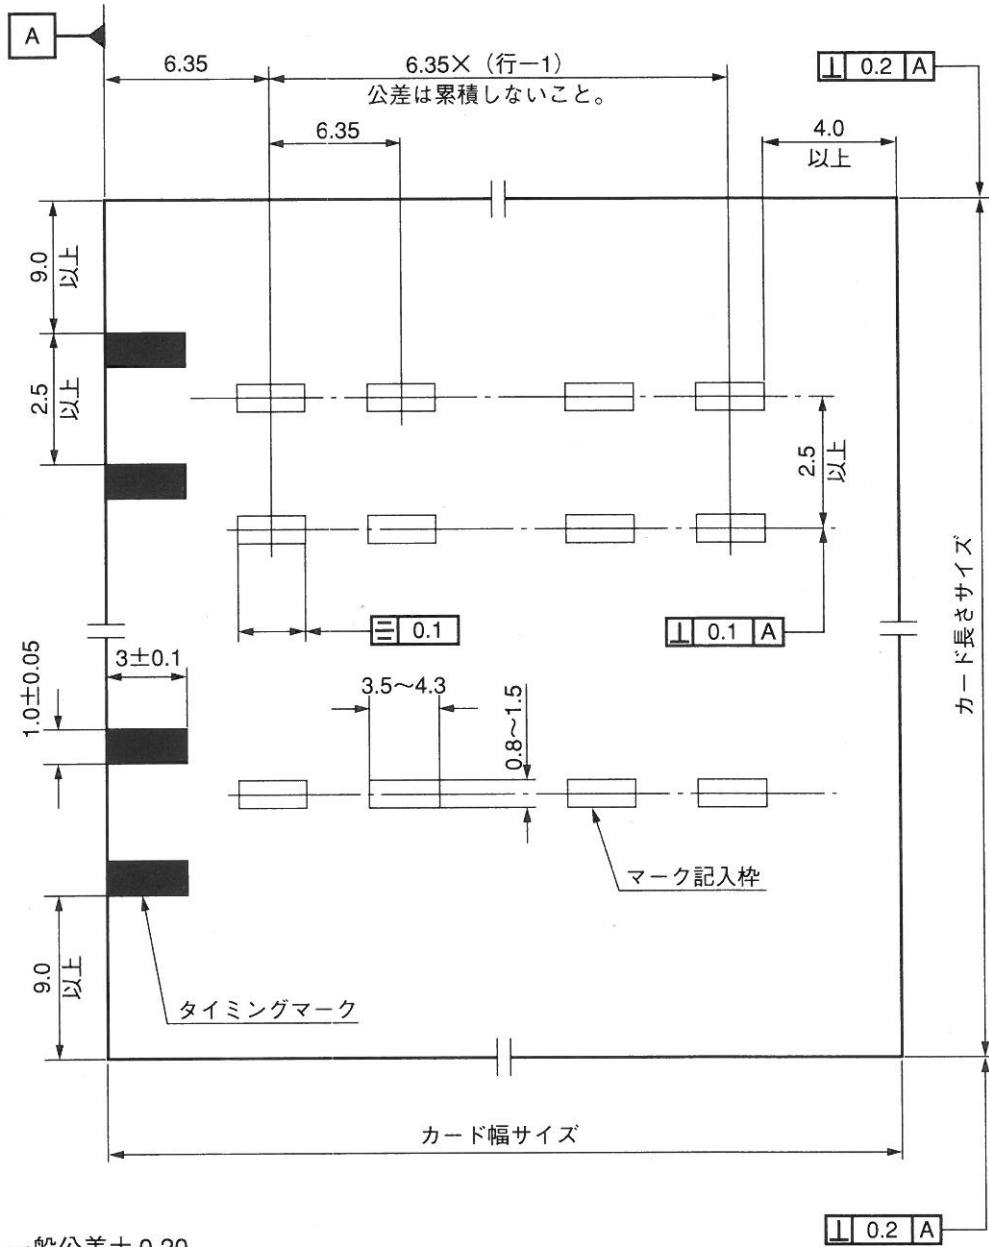 A
6.35
6.35×（行−1）
公差は累積しないこと。
⊥ 0.2 A
6.35
4.0
以上
9.0
以上
2.5
以上
2.5
以上
カード長さサイズ
0.1
⊥ 0.1 A
1.0±0.05
3±0.1
3.5〜4.3
0.8〜1.5
マーク記入枠
9.0
以上
タイミングマーク
カード幅サイズ
⊥ 0.2 A